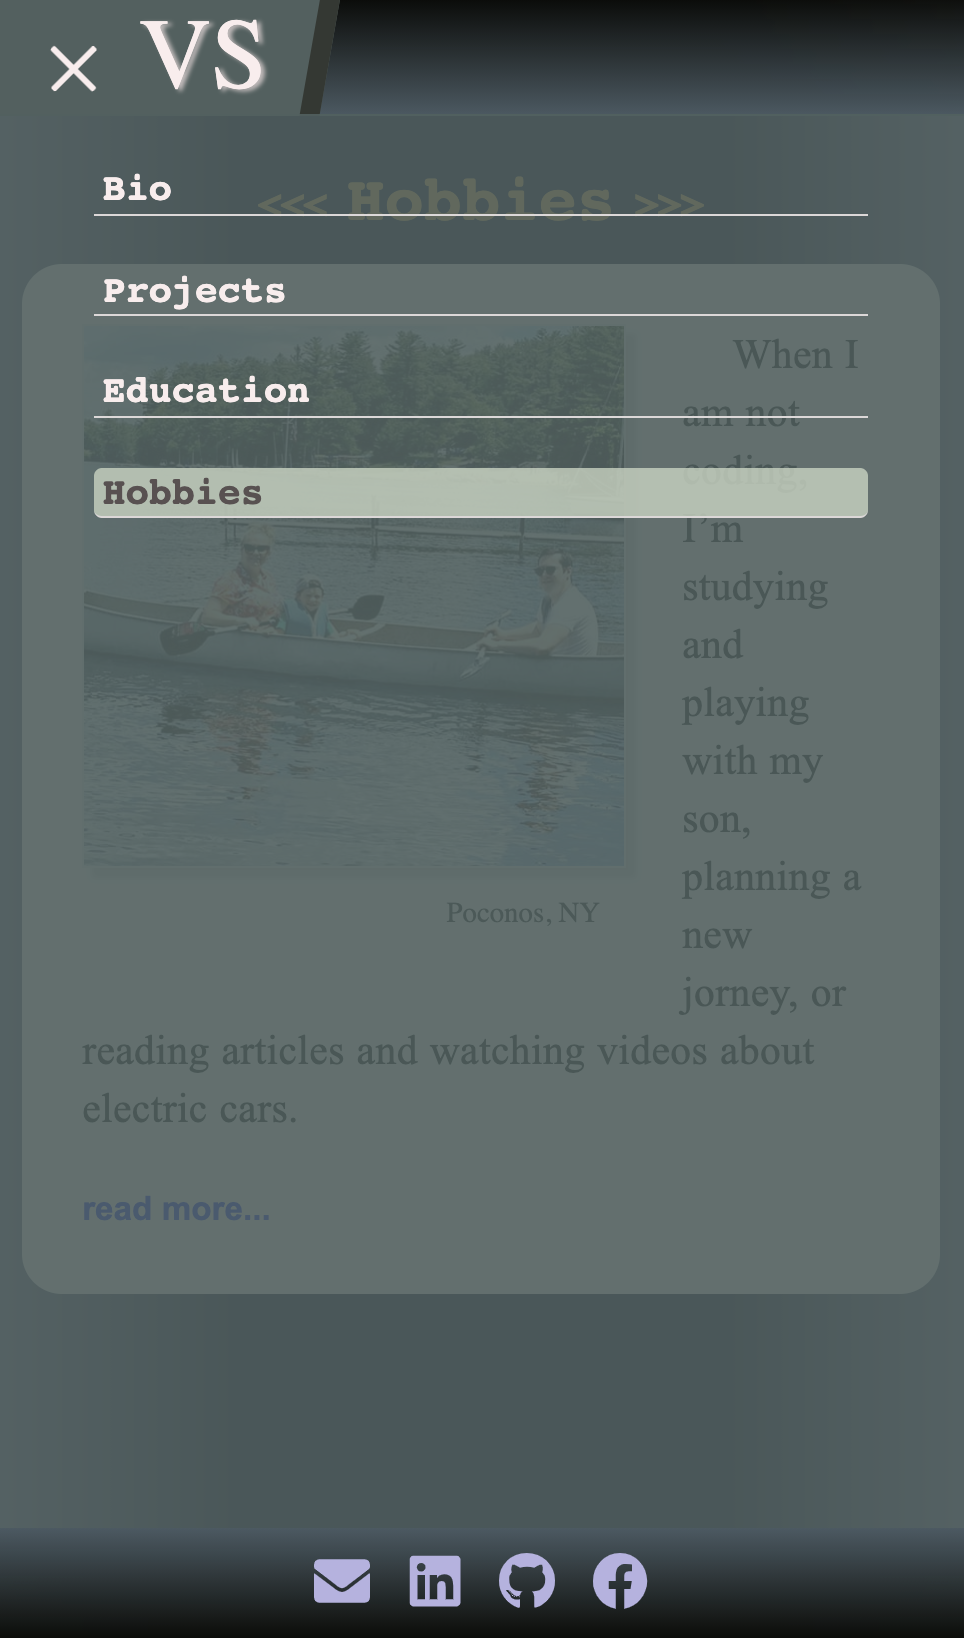 VS
Bio
<<< Hobbies >>>
Projects
Education
Hobbies
When I
am not
coding,
I'm
studying
and
playing
with my
son,
planning a
new
jorney, or
reading articles and watching videos about
electric cars.
Poconos, NY
read more...